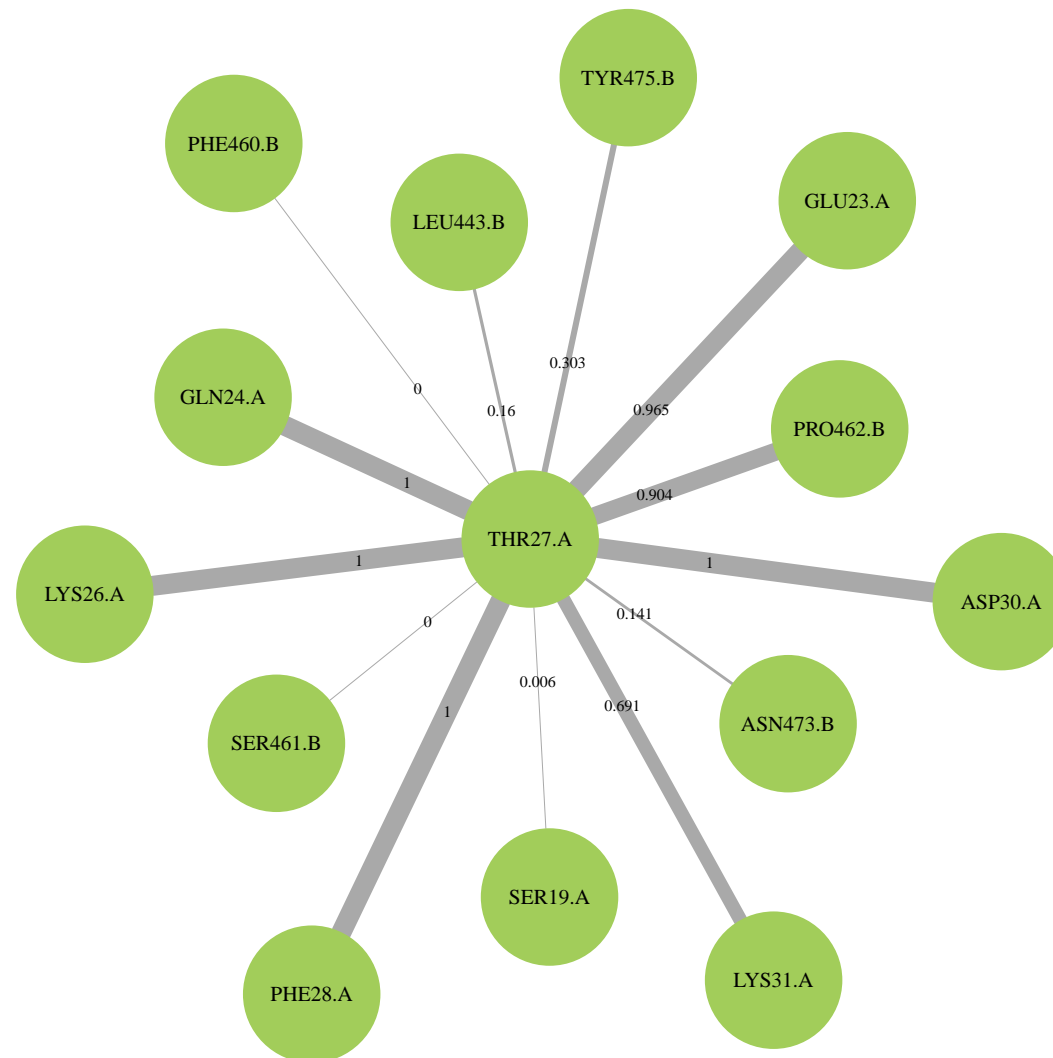 TYR475.B
PHE460.B
GLU23.A
LEU443.B
0.303
0
GLN24.A
0.16
0.965
PRO462.B
1
0.904
THR27.A
1
1
LYS26.A
ASP30.A
0
0.141
0.006
1
0.691
SER461.B
ASN473.B
SER19.A
PHE28.A
LYS31.A